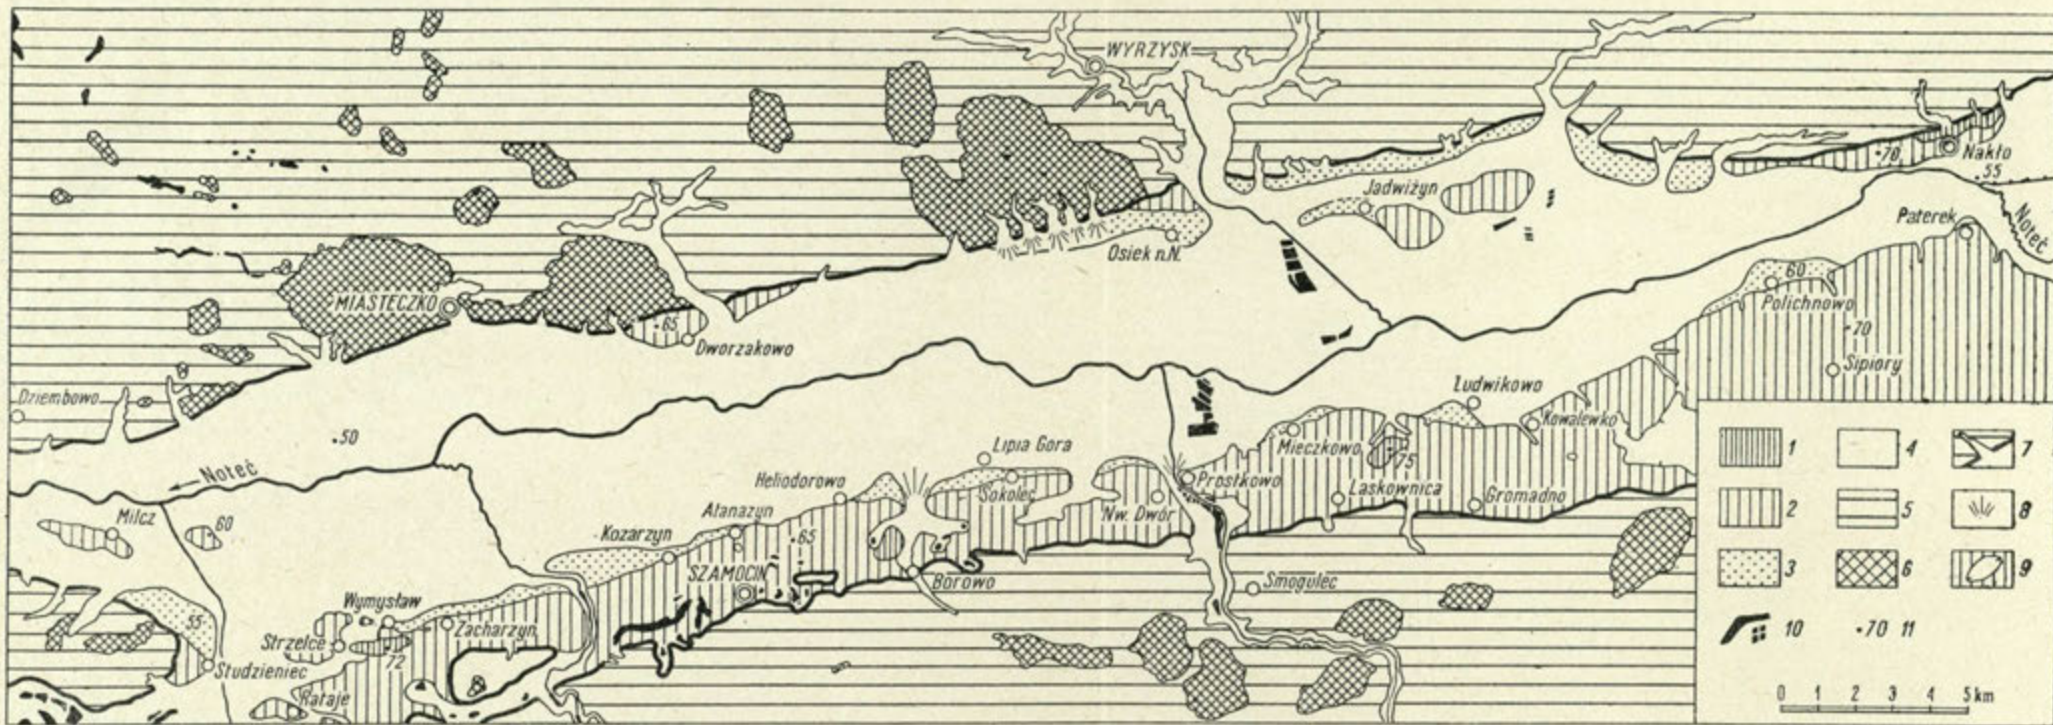 WYRZYSK
Nakło
.70
.55
Jadwiżyn
Paterek
Noteć
Osiek n.N.
60
Polichnowo
MIASTECZKO
.65
.70
Dworzakowo
Sipiory
Dziembowo
Ludwikowo
Kowalewko
.50
Lipia Gora
Mieczkowo
.75
← Noteć
Heliodorowo
Sokolec
Prostkowo
Laskownica
Gromadno
Nw. Dwór
Milcz
.60
Atanazyn
Kozarzyn
.65
SZAMOCIN
Borowo
Smogulec
Wymysław
55
Strzelce
Zacharzyn
.72
Studzieniec
Rataje
1 4 7
2 5 8
3 6 9
10 .70 11
0 1 2 3 4 5 km